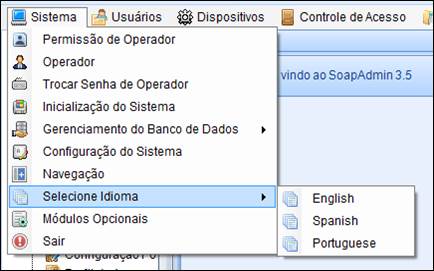 Sistema Usuários Dispositivos Controle de Acesso
Permissão de Operador
Operador
vindo ao SoapAdmin 3.5
Trocar Senha de Operador
Inicialização do Sistema
Gerenciamento do Banco de Dados
Configuração do Sistema
Navegação
Selecione Idioma
English
Módulos Opcionais
Spanish
Sair
Portuguese